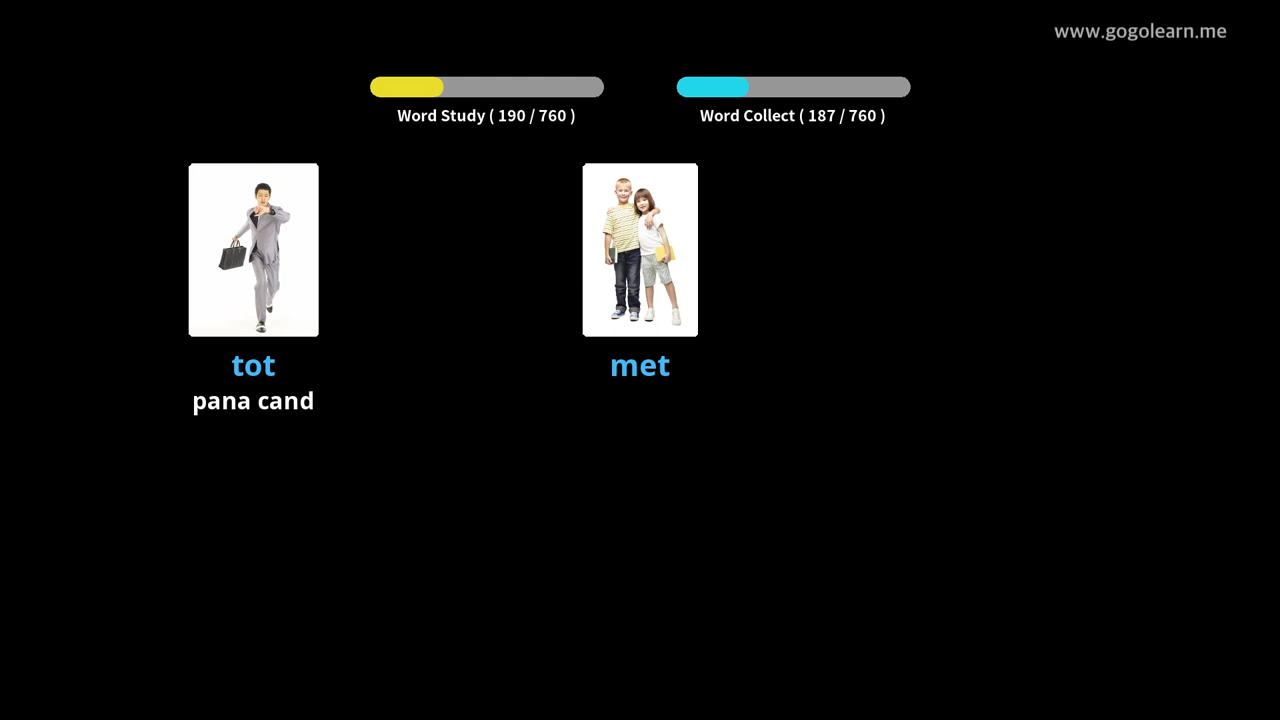 www.gogolearn.me
Word Study ( 190 / 760 )
Word Collect ( 187 / 760 )
tot
pana cand
met